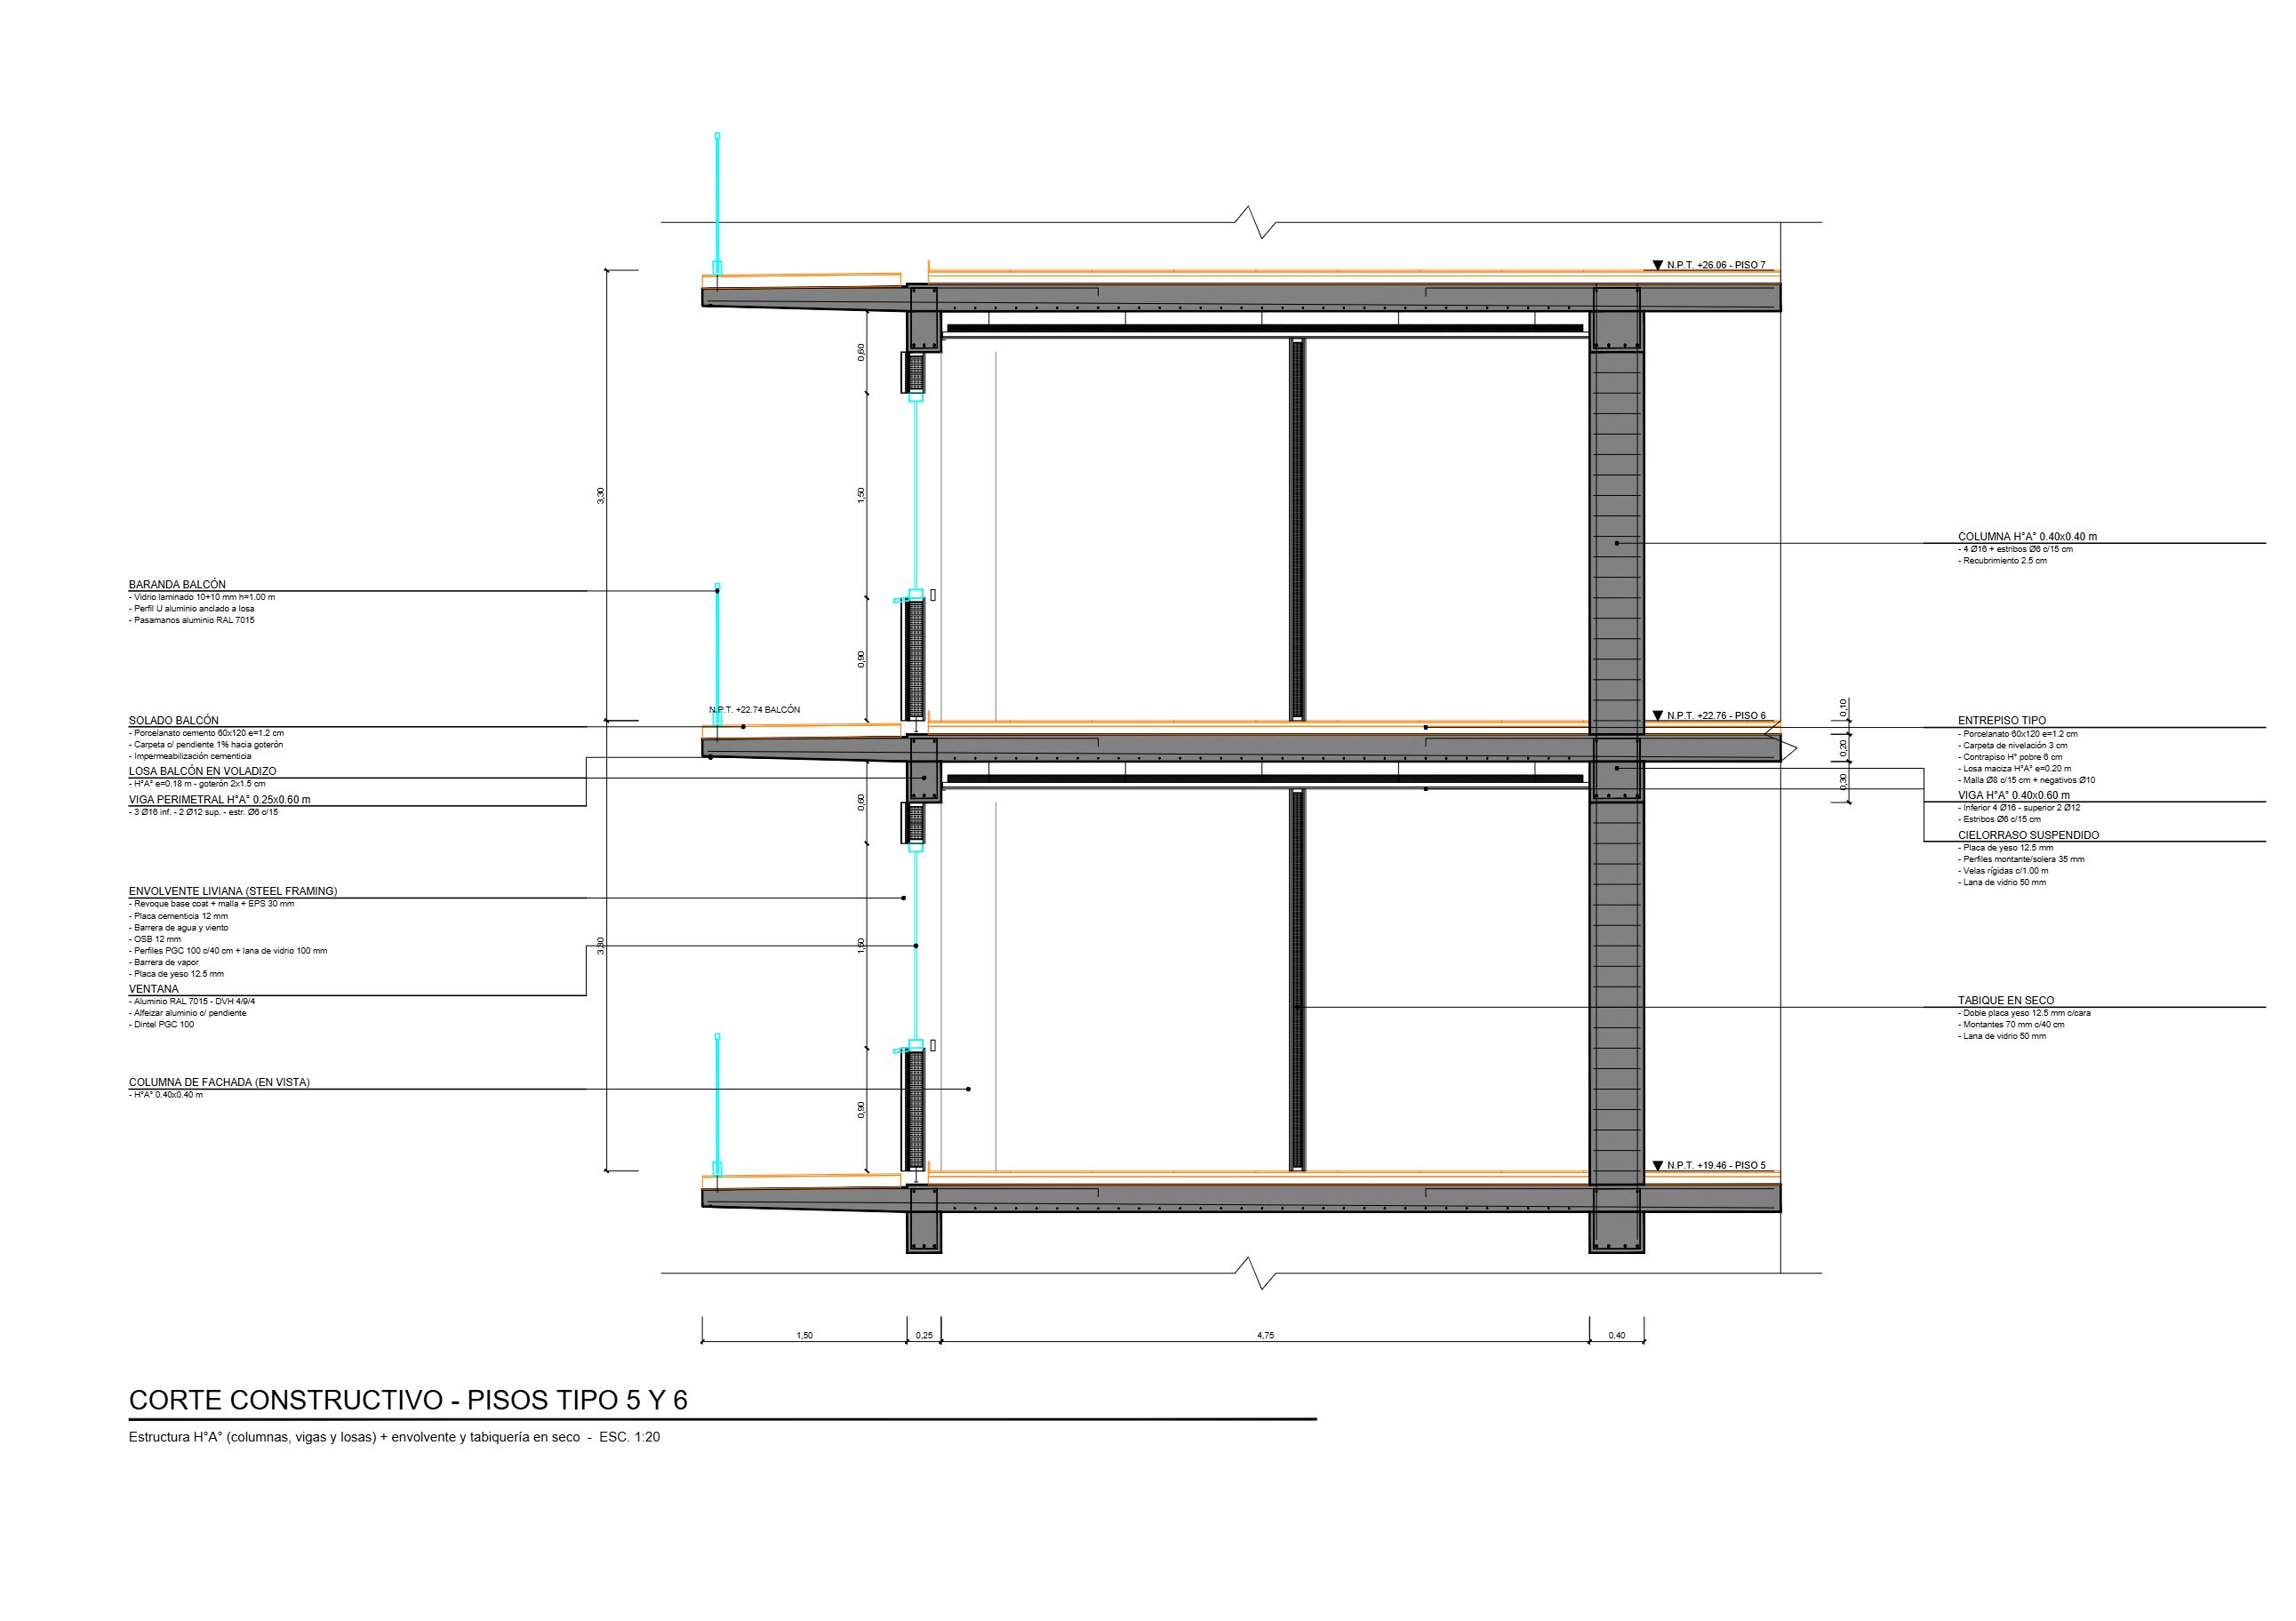 N.P.T. +26.06 - PISO 7
0,60
3,30
1,50
COLUMNA H°A° 0.40x0.40 m
- 4 Ø16 + estribos Ø6 c/15 cm
- Recubrimiento 2.5 cm
BARANDA BALCÓN
- Vidrio laminado 10+10 mm h=1.00 m
- Perfil U aluminio anclado a losa
- Pasamanos aluminio RAL 7015
0,90
N.P.T. +22.74 BALCÓN
N.P.T. +22.76 - PISO 6
0,10
0,20
0,30
SOLADO BALCÓN
- Porcelanato cemento 60x120 e=1.2 cm
- Carpeta c/ pendiente 1% hacia goterón
- Impermeabilización cementicia
LOSA BALCÓN EN VOLADIZO
- H°A° e=0.18 m - goterón 2x1.5 cm
VIGA PERIMETRAL H°A° 0.25x0.60 m
- 3 Ø16 inf. - 2 Ø12 sup. - estr. Ø6 c/15
ENTREPISO TIPO
- Porcelanato 60x120 e=1.2 cm
- Carpeta de nivelación 3 cm
- Contrapiso H° pobre 6 cm
- Losa maciza H°A° e=0.20 m
- Malla Ø8 c/15 cm + negativos Ø10
VIGA H°A° 0.40x0.60 m
- Inferior 4 Ø16 - superior 2 Ø12
- Estribos Ø6 c/15 cm
CIELORRASO SUSPENDIDO
- Placa de yeso 12.5 mm
- Perfiles montante/solera 35 mm
- Velas rígidas c/1.00 m
- Lana de vidrio 50 mm
0,60
ENVOLVENTE LIVIANA (STEEL FRAMING)
- Revoque base coat + malla + EPS 30 mm
- Placa cementicia 12 mm
- Barrera de agua y viento
- OSB 12 mm
- Perfiles PGC 100 c/40 cm + lana de vidrio 100 mm
- Barrera de vapor
- Placa de yeso 12.5 mm
3,30
1,50
VENTANA
- Aluminio RAL 7015 - DVH 4/9/4
- Alfeizar aluminio c/ pendiente
- Dintel PGC 100
TABIQUE EN SECO
- Doble placa yeso 12.5 mm c/cara
- Montantes 70 mm c/40 cm
- Lana de vidrio 50 mm
COLUMNA DE FACHADA (EN VISTA)
- H°A° 0.40x0.40 m
0,90
N.P.T. +19.46 - PISO 5
1,50
0,25
4,75
0,40
CORTE CONSTRUCTIVO - PISOS TIPO 5 Y 6
Estructura H°A° (columnas, vigas y losas) + envolvente y tabiquería en seco - ESC. 1:20